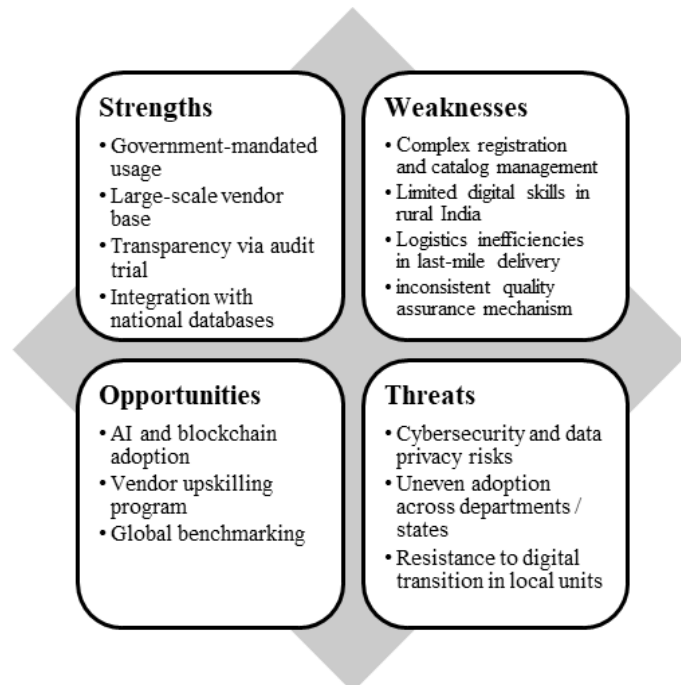 Strengths
• Government-mandated
usage
• Large-scale vendor
base
• Transparency via audit
trial
• Integration with
national databases
Weaknesses
• Complex registration
and catalog management
• Limited digital skills in
rural India
• Logistics inefficiencies
in last-mile delivery
• inconsistent quality
assurance mechanism
Opportunities
• AI and blockchain
adoption
• Vendor upskilling
program
• Global benchmarking
Threats
• Cybersecurity and data
privacy risks
• Uneven adoption
across departments /
states
• Resistance to digital
transition in local units